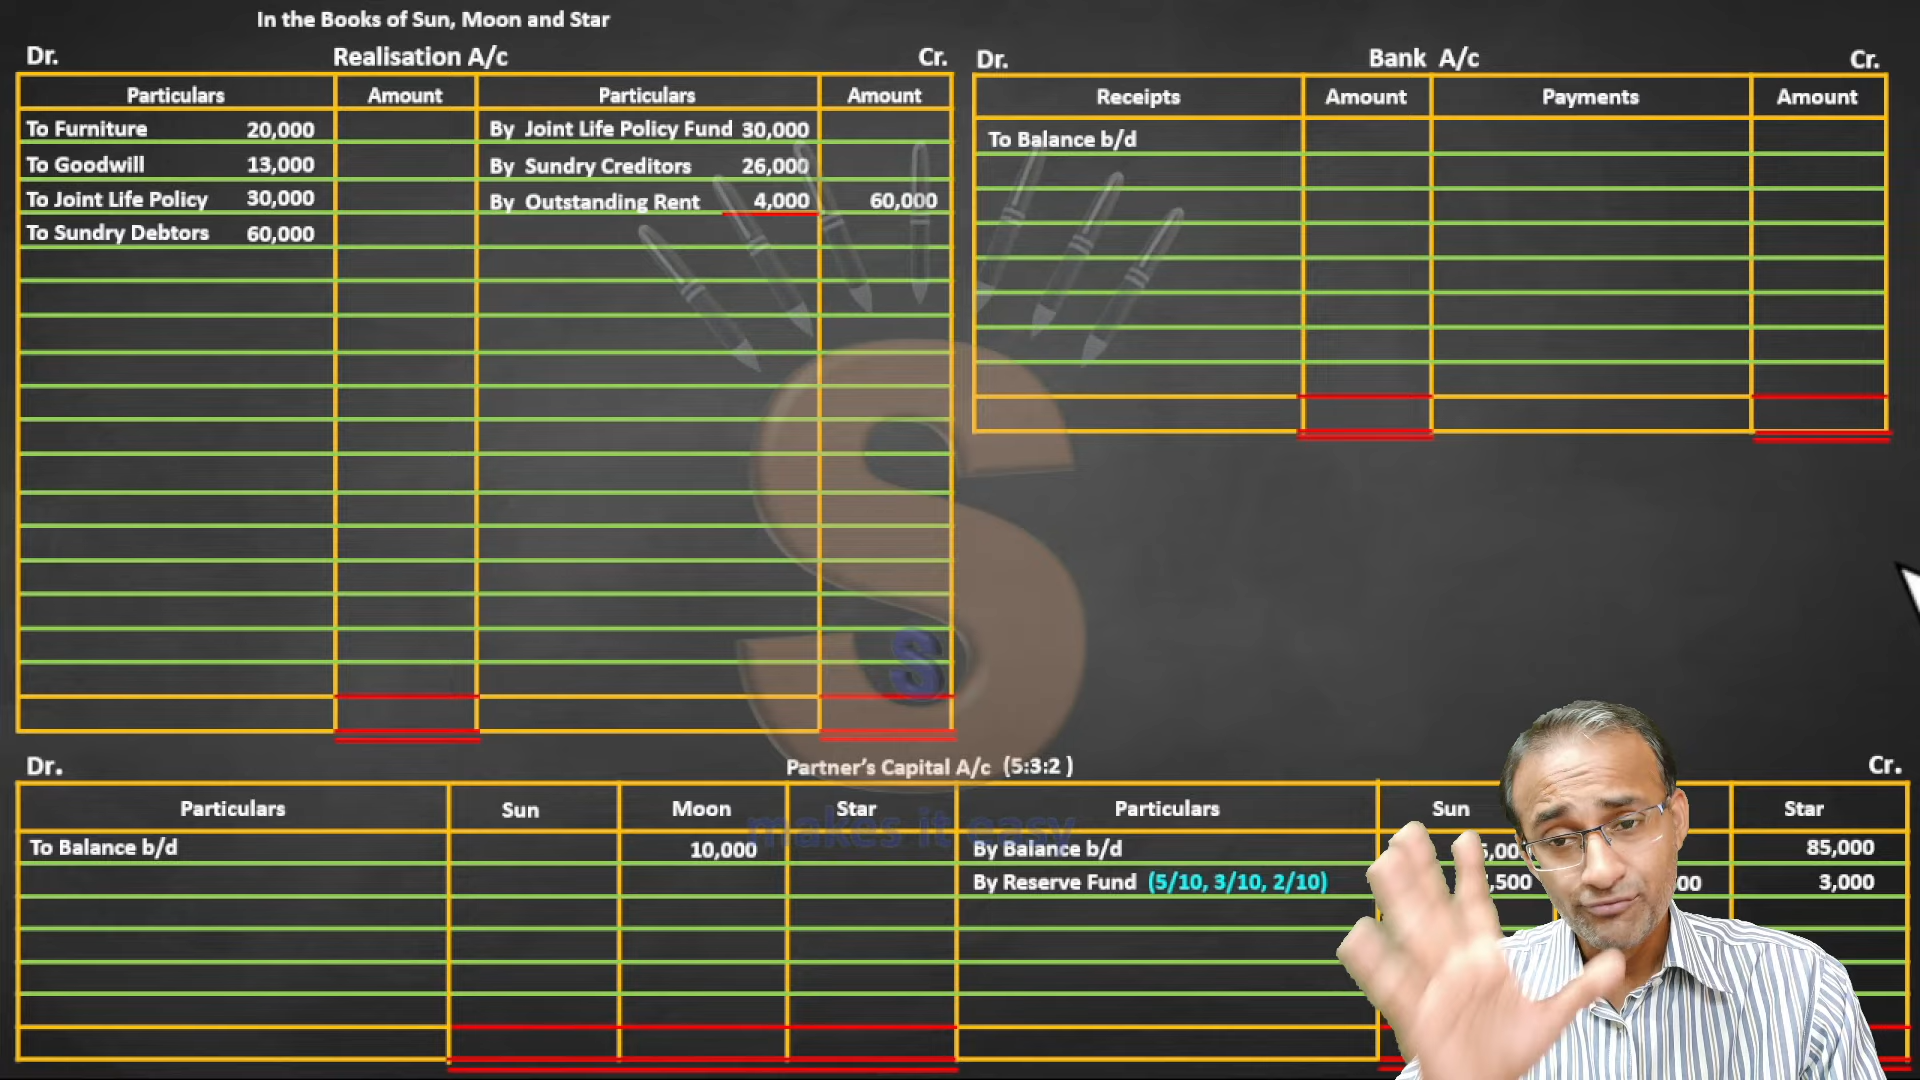 In the Books of Sun, Moon and Star
Dr. Realisation A/c Cr.
Particulars Amount Particulars Amount
To Furniture 20,000 By Joint Life Policy Fund 30,000
To Goodwill 13,000 By Sundry Creditors 26,000
To Joint Life Policy 30,000 By Outstanding Rent 4,000 60,000
To Sundry Debtors 60,000
Dr. Bank A/c Cr.
Receipts Amount Payments Amount
To Balance b/d
S
s
makes it easy
Dr. Partner's Capital A/c (5:3:2 ) Cr.
Particulars Sun Moon Star Particulars Sun Star
To Balance b/d 10,000 By Balance b/d 85,000
By Reserve Fund (5/10, 3/10, 2/10) 3,000